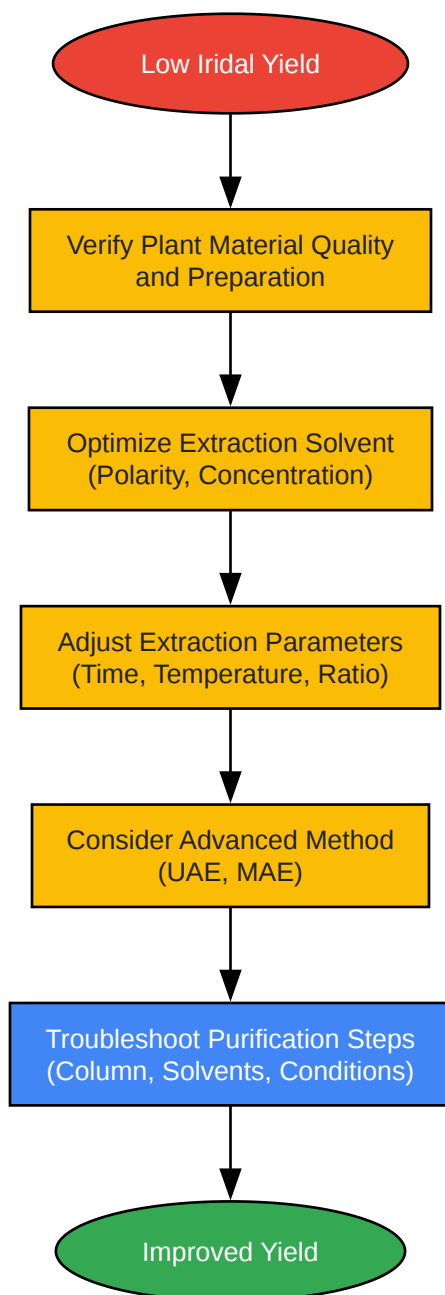 Low Iridal Yield
Verify Plant Material Quality
and Preparation
Optimize Extraction Solvent
(Polarity, Concentration)
Adjust Extraction Parameters
(Time, Temperature, Ratio)
Consider Advanced Method
(UAE, MAE)
Troubleshoot Purification Steps
(Column, Solvents, Conditions)
Improved Yield